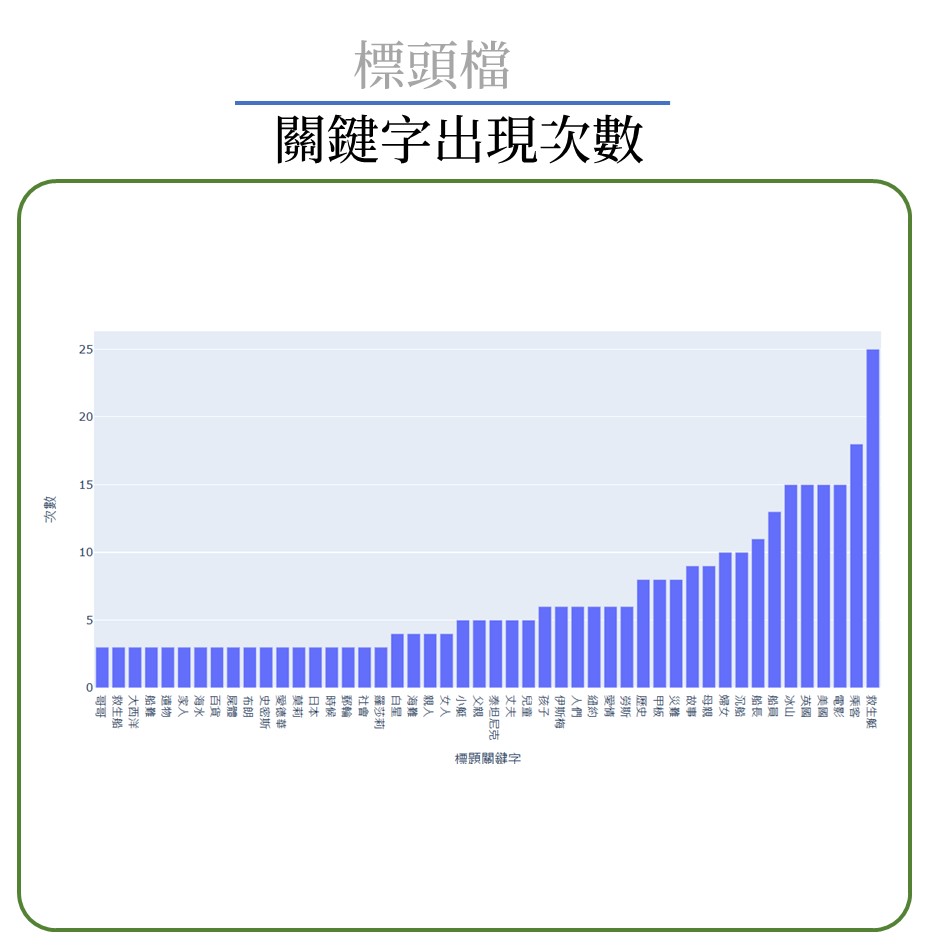 標頭檔
關鍵字出現次數
25
20
15
10
5
0
次數
哥哥
救生船
大西洋
船難
遺物
家人
海水
百貨
屍體
布朗
史密斯
愛德華
莫莉
日本
時候
郵輪
社會
羅莎莉
白星
海難
親人
女人
小艇
父親
泰坦尼克
丈夫
兒童
孩子
伊斯梅
人們
紐約
愛情
勞斯
歷史
甲板
災難
故事
母親
婦女
沉船
船長
船員
冰山
英國
美國
電影
乘客
救生艇
標題關鍵字